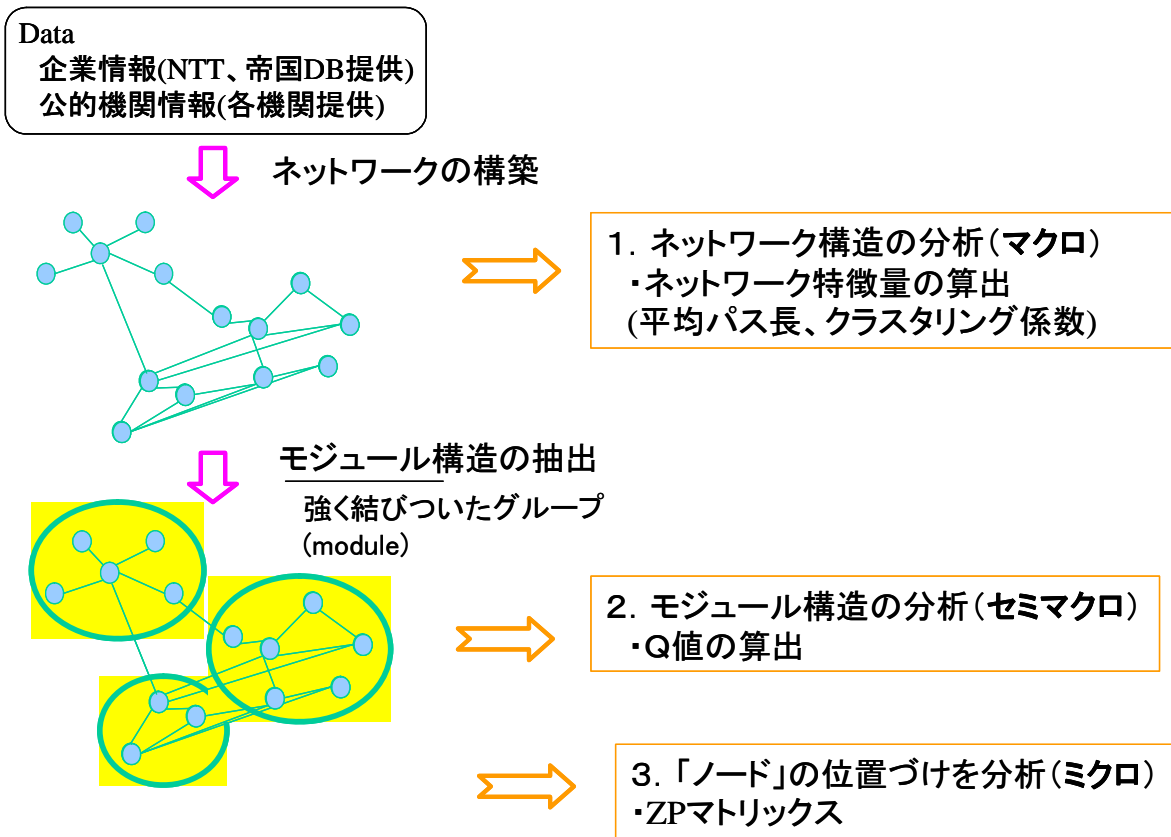 Data
企業情報(NTT、帝国DB提供)
公的機関情報(各機関提供)
ネットワークの構築
１．ネットワーク構造の分析（マクロ）
・ネットワーク特徴量の算出
(平均パス長、クラスタリング係数)
モジュール構造の抽出
強く結びついたグループ
(module)
２．モジュール構造の分析（セミマクロ）
・Ｑ値の算出
３．「ノード」の位置づけを分析（ミクロ）
・ZPマトリックス